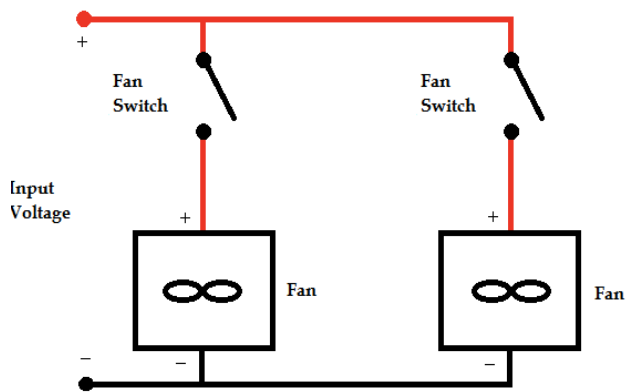 +
Fan
Switch
Fan
Switch
Input
Voltage
+
+
Fan
Fan
−
−
−